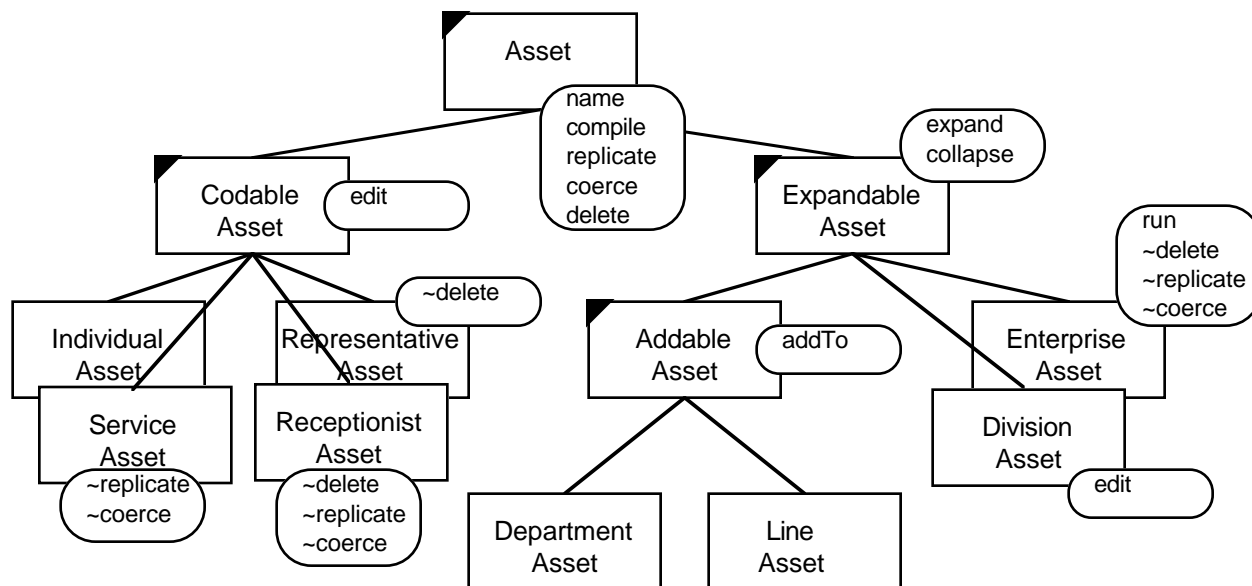 Asset
name
compile
replicate
coerce
delete
expand
collapse
Codable
Asset
edit
Expandable
Asset
run
~delete
~replicate
~coerce
~delete
Individual
Asset
Representative
Asset
Addable
Asset
addTo
Enterprise
Asset
Service
Asset
~replicate
~coerce
Receptionist
Asset
~delete
~replicate
~coerce
Division
Asset
edit
Department
Asset
Line
Asset